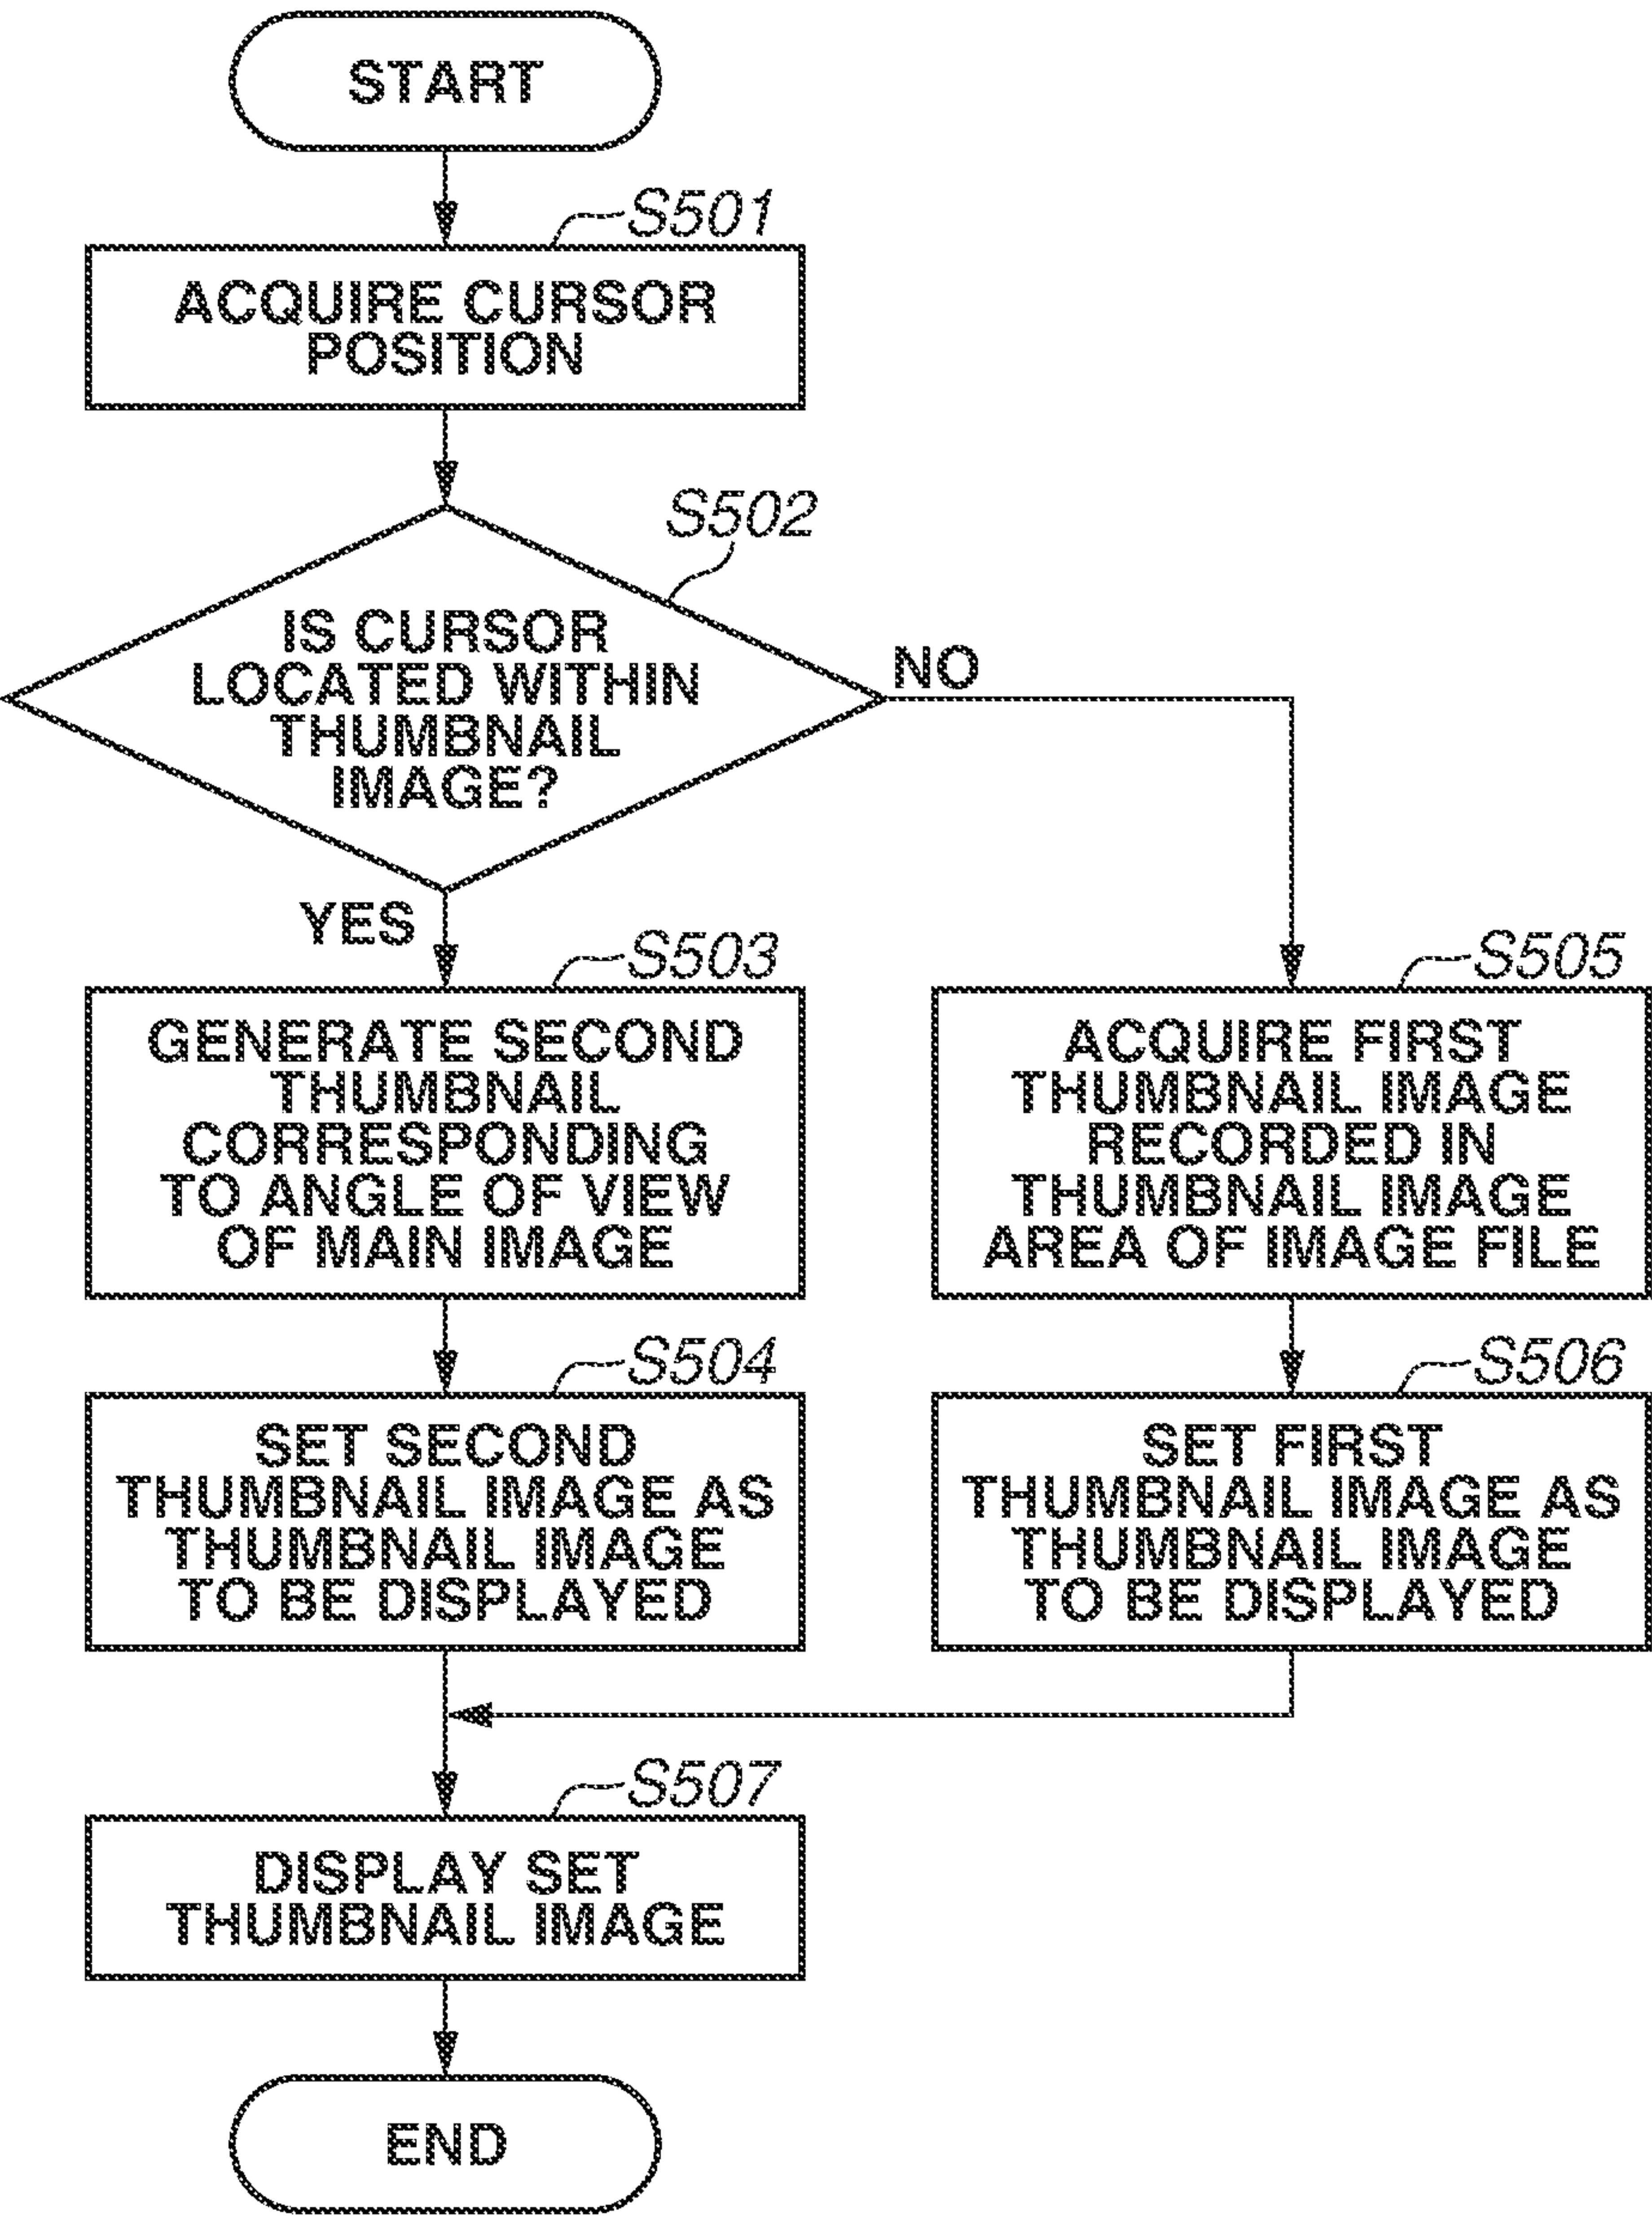 START
S501
ACQUIRE CURSOR
POSITION
S502
IS CURSOR
LOCATED WITHIN
THUMBNAIL
IMAGE?
NO
YES
S503
GENERATE SECOND
THUMBNAIL
CORRESPONDING
TO ANGLE OF VIEW
OF MAIN IMAGE
S505
ACQUIRE FIRST
THUMBNAIL IMAGE
RECORDED IN
THUMBNAIL IMAGE
AREA OF IMAGE FILE
S504
SET SECOND
THUMBNAIL IMAGE AS
THUMBNAIL IMAGE
TO BE DISPLAYED
S506
SET FIRST
THUMBNAIL IMAGE AS
THUMBNAIL IMAGE
TO BE DISPLAYED
S507
DISPLAY SET
THUMBNAIL IMAGE
END